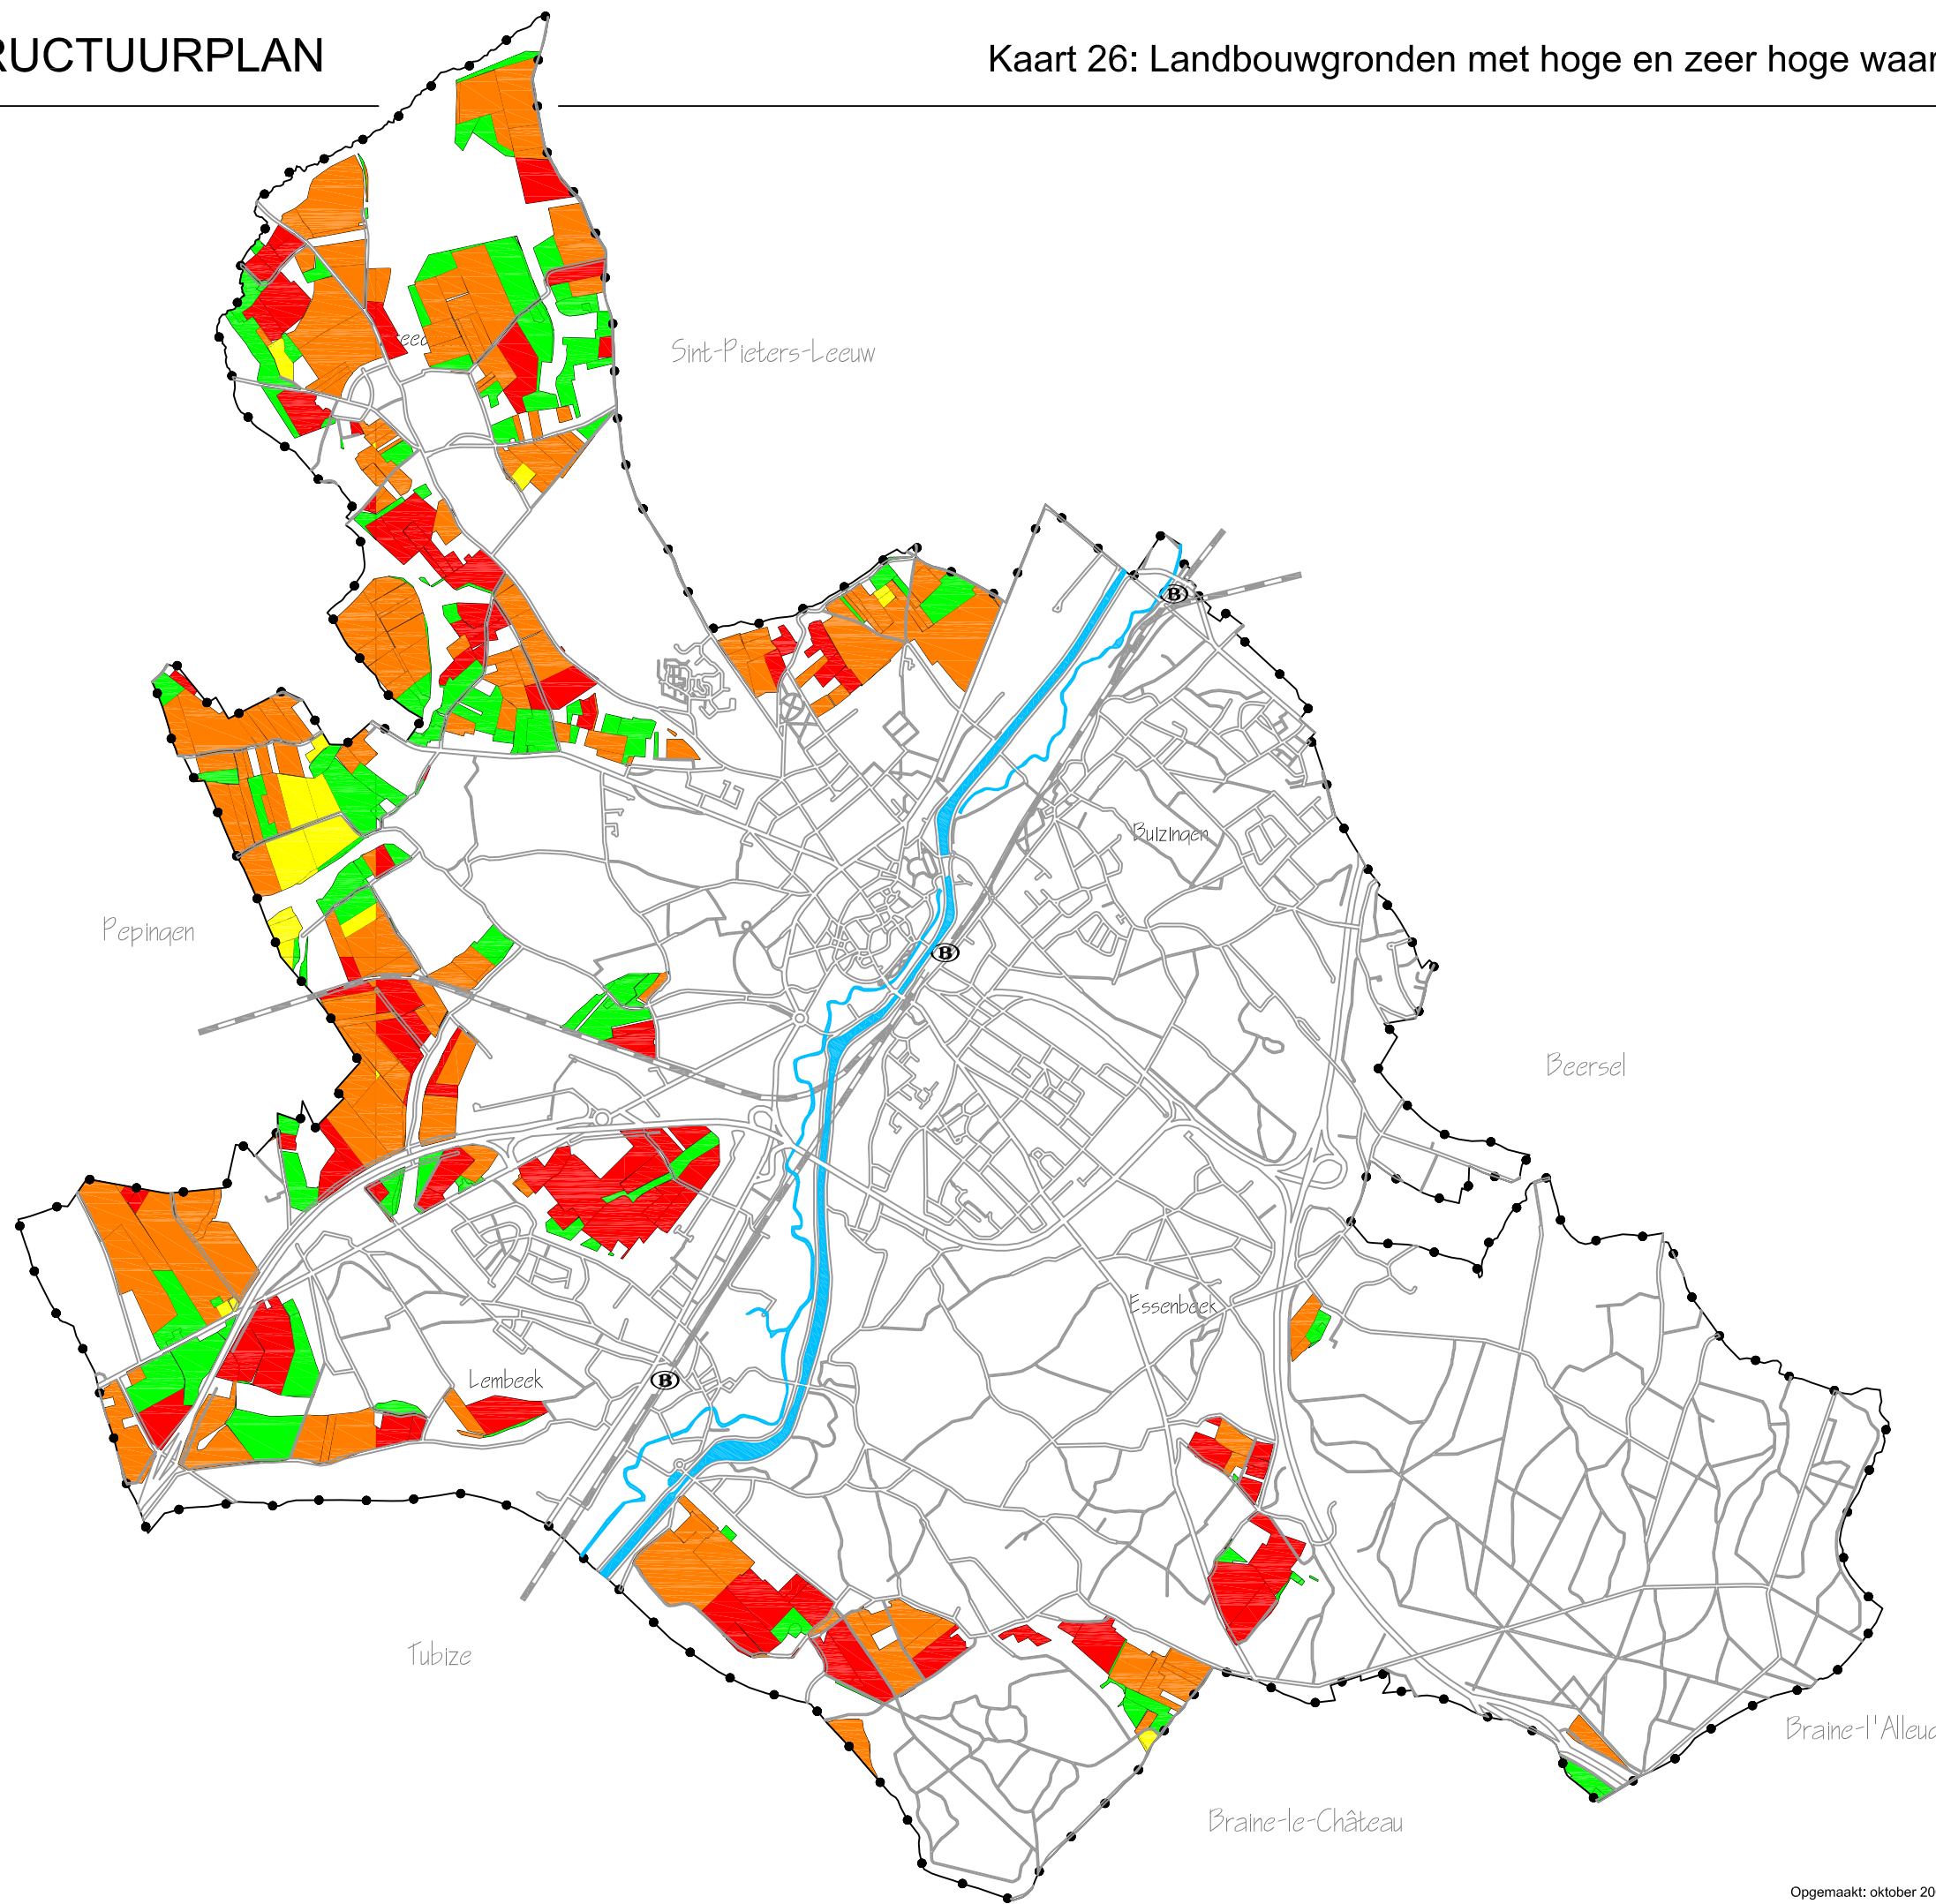 RUCTUURPLAN
Kaart 26: Landbouwgronden met hoge en zeer hoge waar
Sint-Pieters-Leeuw
B
Buizingen
Pepingen
B
Beersel
Essenbeek
Lembeek
B
Tubize
Braine-l'Alleud
Braine-le-Château
Opgemaakt: oktober 20